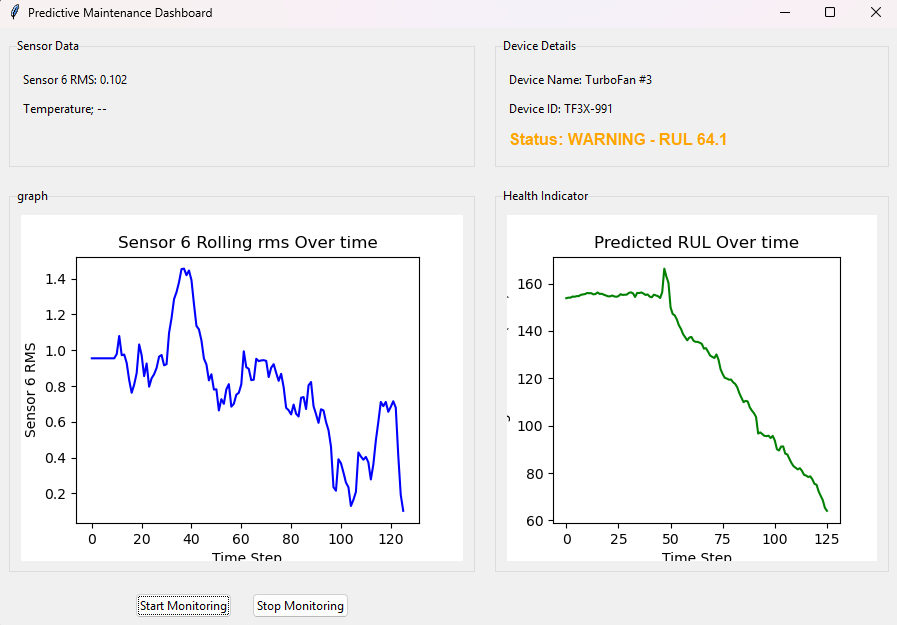 Predictive Maintenance Dashboard
Sensor Data
Sensor 6 RMS: 0.102
Temperature; --
Device Details
Device Name: TurboFan #3
Device ID: TF3X-991
Status: WARNING - RUL 64.1
graph
Sensor 6 Rolling rms Over time
Sensor 6 RMS
1.4
1.2
1.0
0.8
0.6
0.4
0.2
0 20 40 60 80 100 120
Time Step
Health Indicator
Predicted RUL Over time
160
140
120
100
80
60
0 25 50 75 100 125
Time Step
Start Monitoring
Stop Monitoring